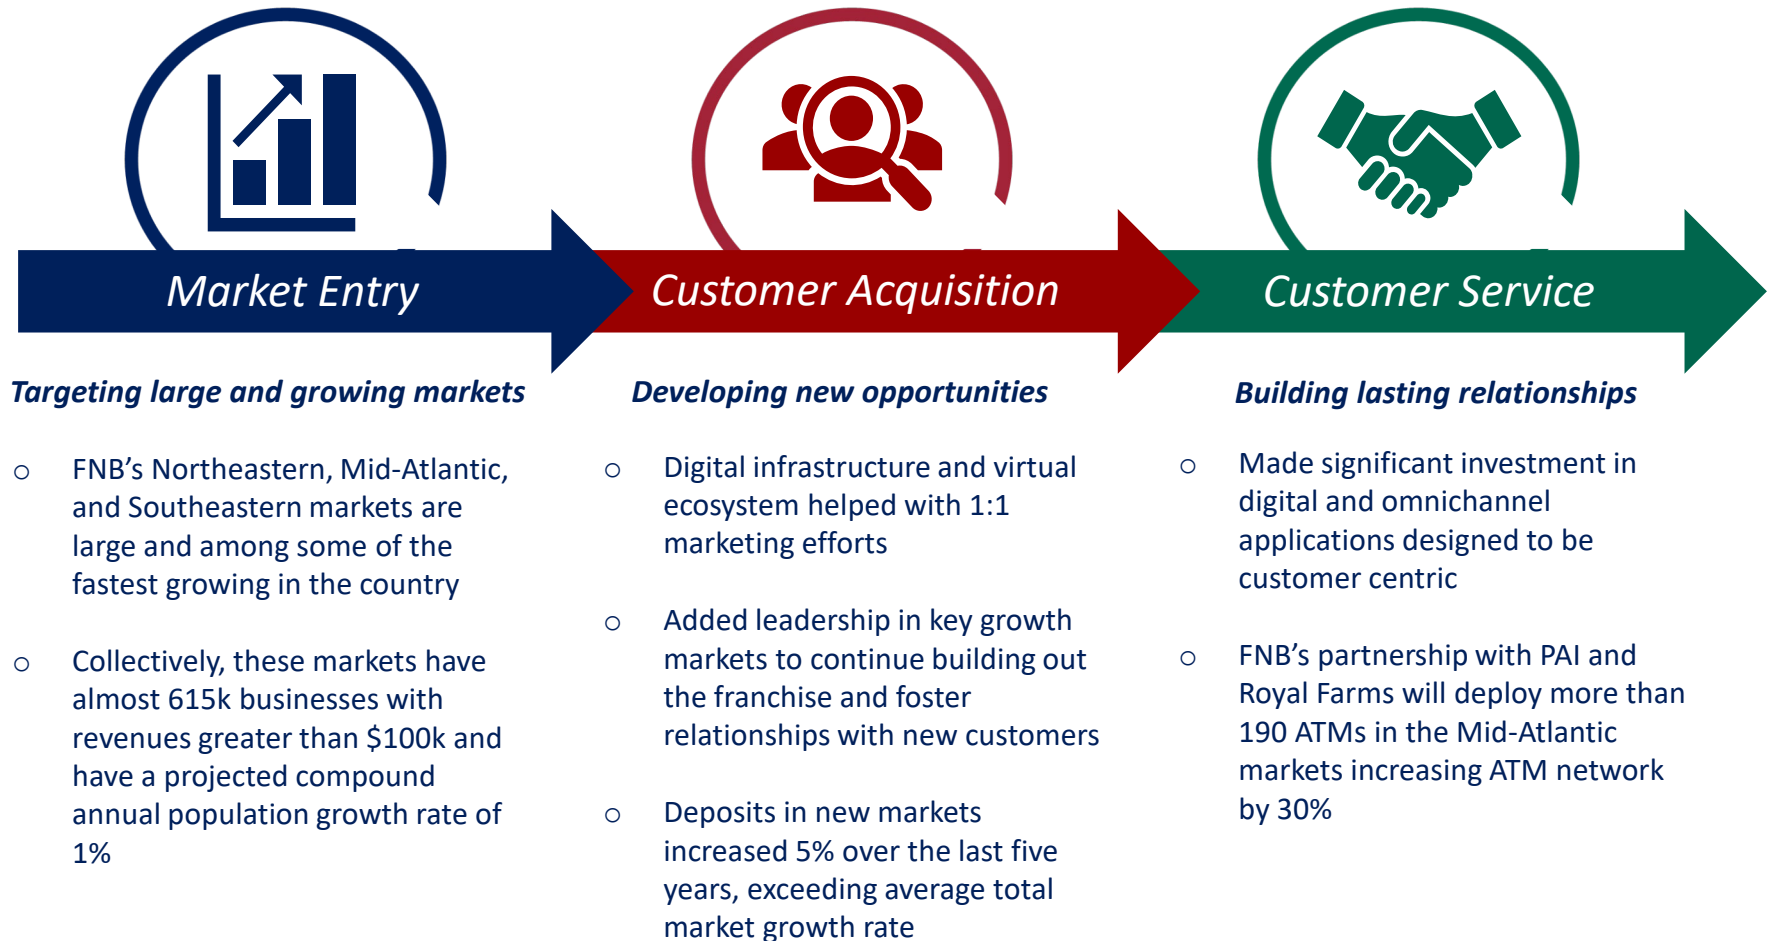 Market Entry
Customer Acquisition
Customer Service
Targeting large and growing markets
o FNB's Northeastern, Mid-Atlantic,
and Southeastern markets are
large and among some of the
fastest growing in the country
o Collectively, these markets have
almost 615k businesses with
revenues greater than $100k and
have a projected compound
annual population growth rate of
1%
Developing new opportunities
o Digital infrastructure and virtual
ecosystem helped with 1:1
marketing efforts
o Added leadership in key growth
markets to continue building out
the franchise and foster
relationships with new customers
o Deposits in new markets
increased 5% over the last five
years, exceeding average total
market growth rate
Building lasting relationships
o Made significant investment in
digital and omnichannel
applications designed to be
customer centric
o FNB's partnership with PAI and
Royal Farms will deploy more than
190 ATMs in the Mid-Atlantic
markets increasing ATM network
by 30%